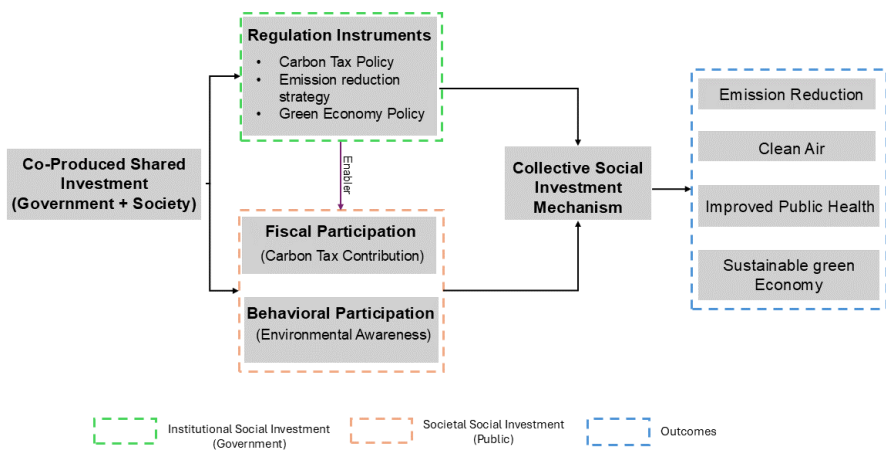 Regulation Instruments
• Carbon Tax Policy
• Emission reduction
strategy
• Green Economy Policy
Enabler
Co-Produced Shared
Investment
(Government + Society)
Fiscal Participation
(Carbon Tax Contribution)
Behavioral Participation
(Environmental Awareness)
Collective Social
Investment
Mechanism
Emission Reduction
Clean Air
Improved Public Health
Sustainable green
Economy
Institutional Social Investment
(Government)
Societal Social Investment
(Public)
Outcomes